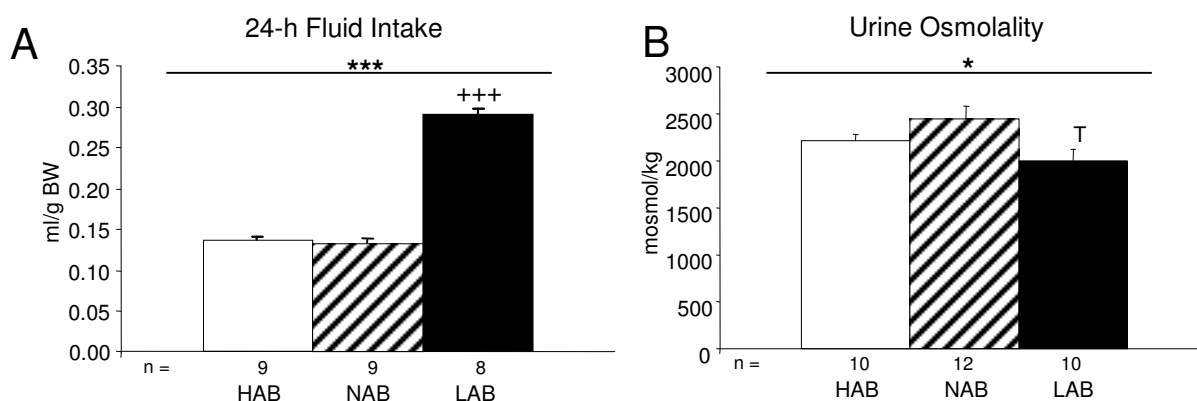 A
24-h Fluid Intake
ml/g BW
0.35
0.30
0.25
0.20
0.15
0.10
0.05
0.00
***
+++
n = 9 9 8
HAB NAB LAB
B
Urine Osmolality
mosmol/kg
3000
2500
2000
1500
1000
500
0
*
T
n = 10 12 10
HAB NAB LAB